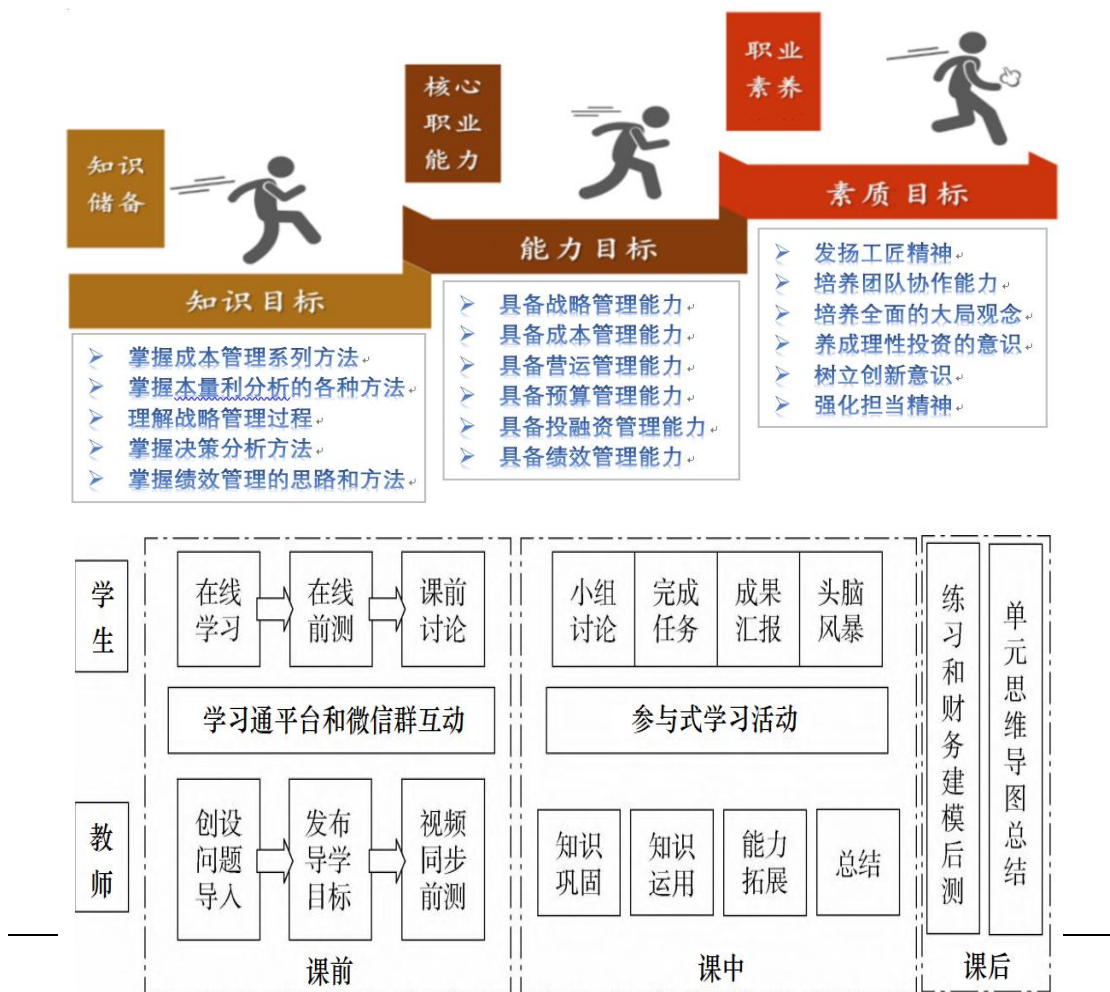 职业
素养
核心
职业
能力
知识
储备
素质目标
能力目标
知识目标
➢ 发扬工匠精神
➢ 培养团队协作能力
➢ 培养全面的大局观念
➢ 养成理性投资的意识
➢ 树立创新意识
➢ 强化担当精神
➢ 具备战略管理能力
➢ 具备成本管理能力
➢ 具备营运管理能力
➢ 具备预算管理能力
➢ 具备投融资管理能力
➢ 具备绩效管理能力
➢ 掌握成本管理系列方法
➢ 掌握本量利分析的各种方法
➢ 理解战略管理过程
➢ 掌握决策分析方法
➢ 掌握绩效管理的思路和方法
学生
在线
学习
在线
前测
课前
讨论
小组
讨论
完成
任务
成果
汇报
头脑
风暴
学习通平台和微信群互动
参与式学习活动
练习和财务建模后测
单元思维导图总结
教师
创设
问题
导入
发布
导学
目标
视频
同步
前测
知识
巩固
知识
运用
能力
拓展
总结
课前
课中
课后